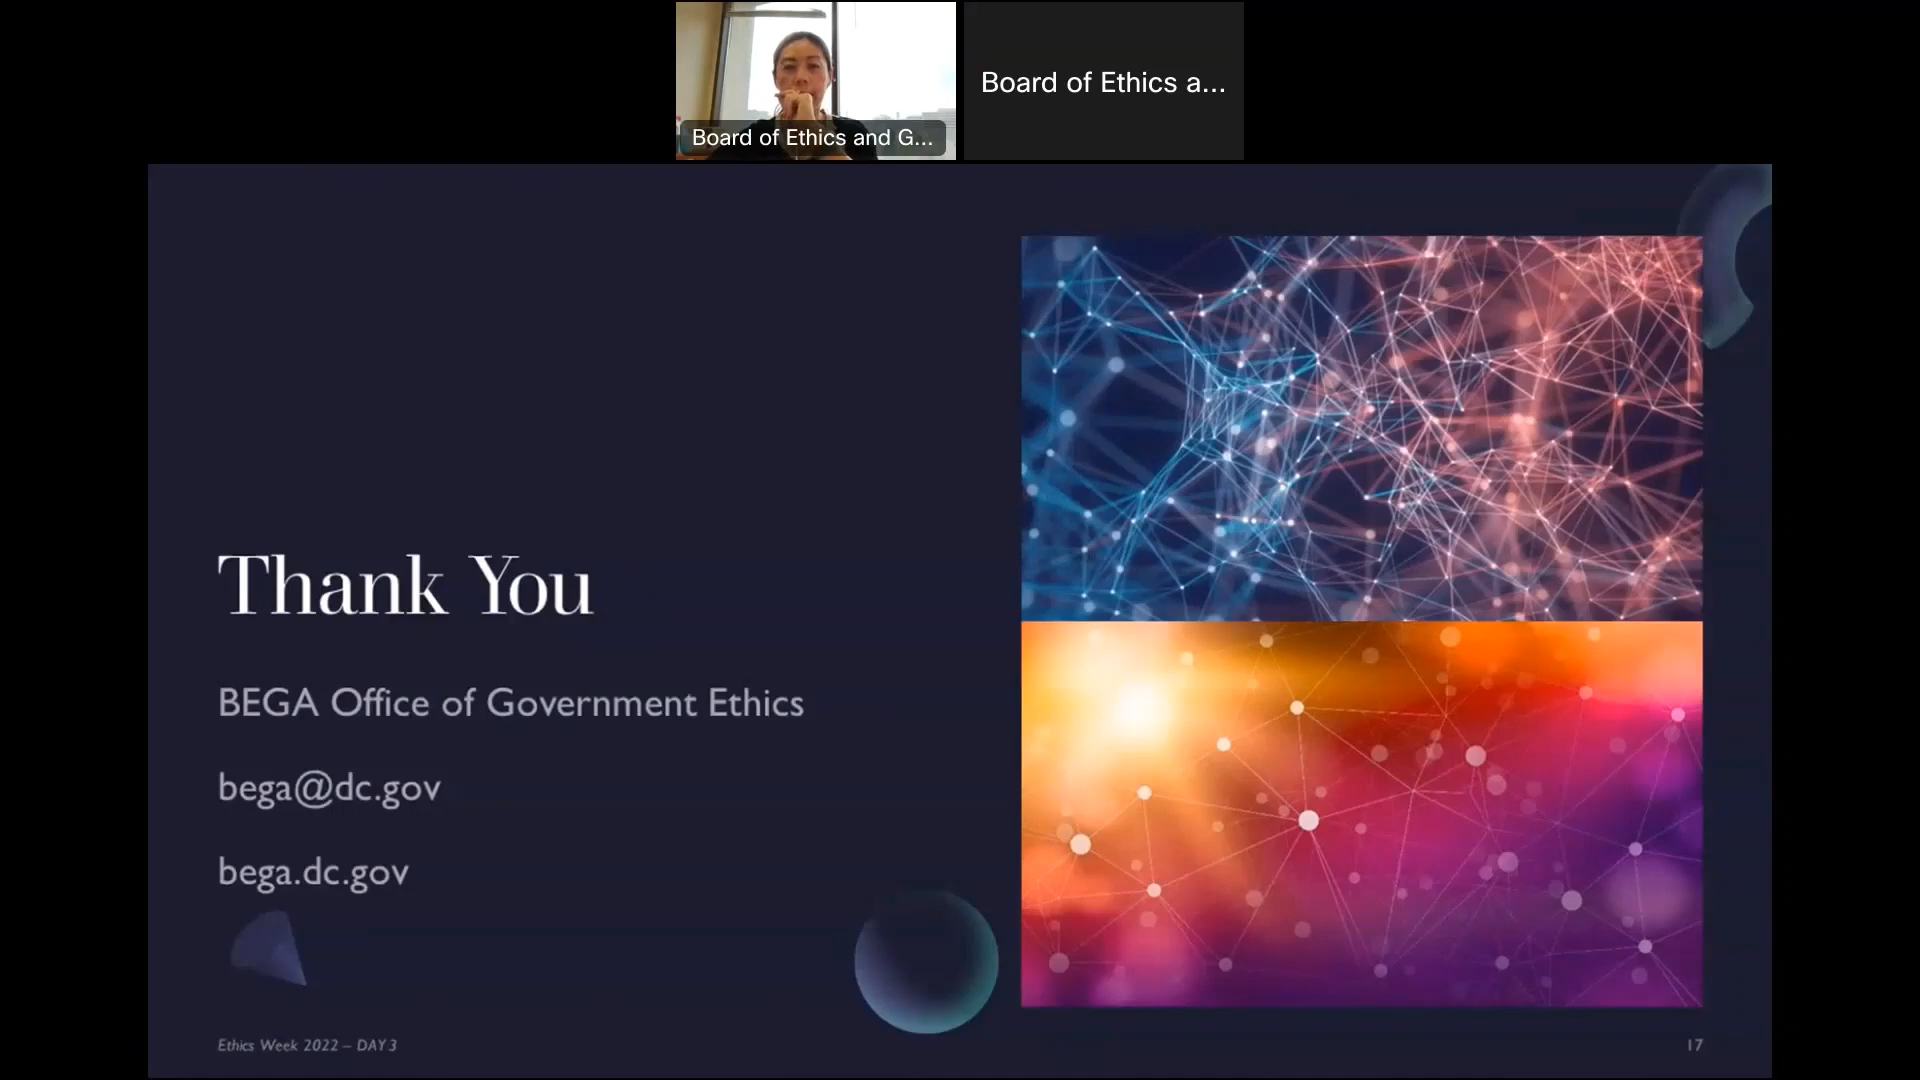 Board of Ethics and G...
Board of Ethics a...
Thank You
BEGA Office of Government Ethics
bega@dc.gov
bega.dc.gov
Ethics Week 2022 – DAY 3
17